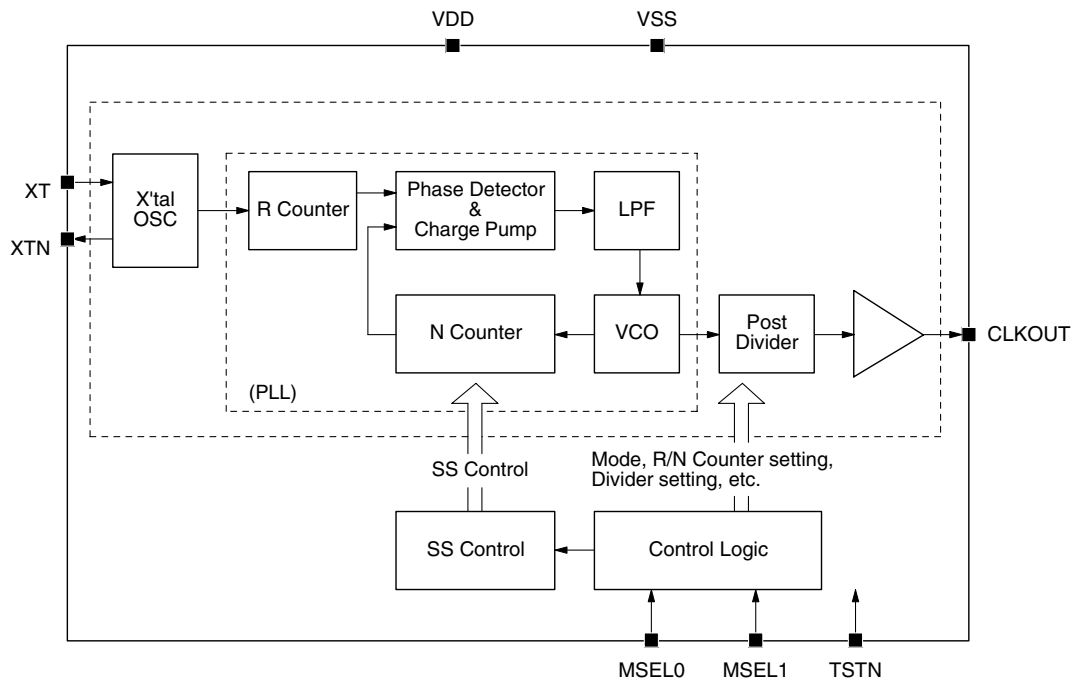 VDD
VSS
XT
XTN
X'tal
OSC
R Counter
Phase Detector
&
Charge Pump
LPF
N Counter
VCO
Post
Divider
CLKOUT
(PLL)
SS Control
Mode, R/N Counter setting,
Divider setting, etc.
SS Control
Control Logic
MSEL0
MSEL1
TSTN